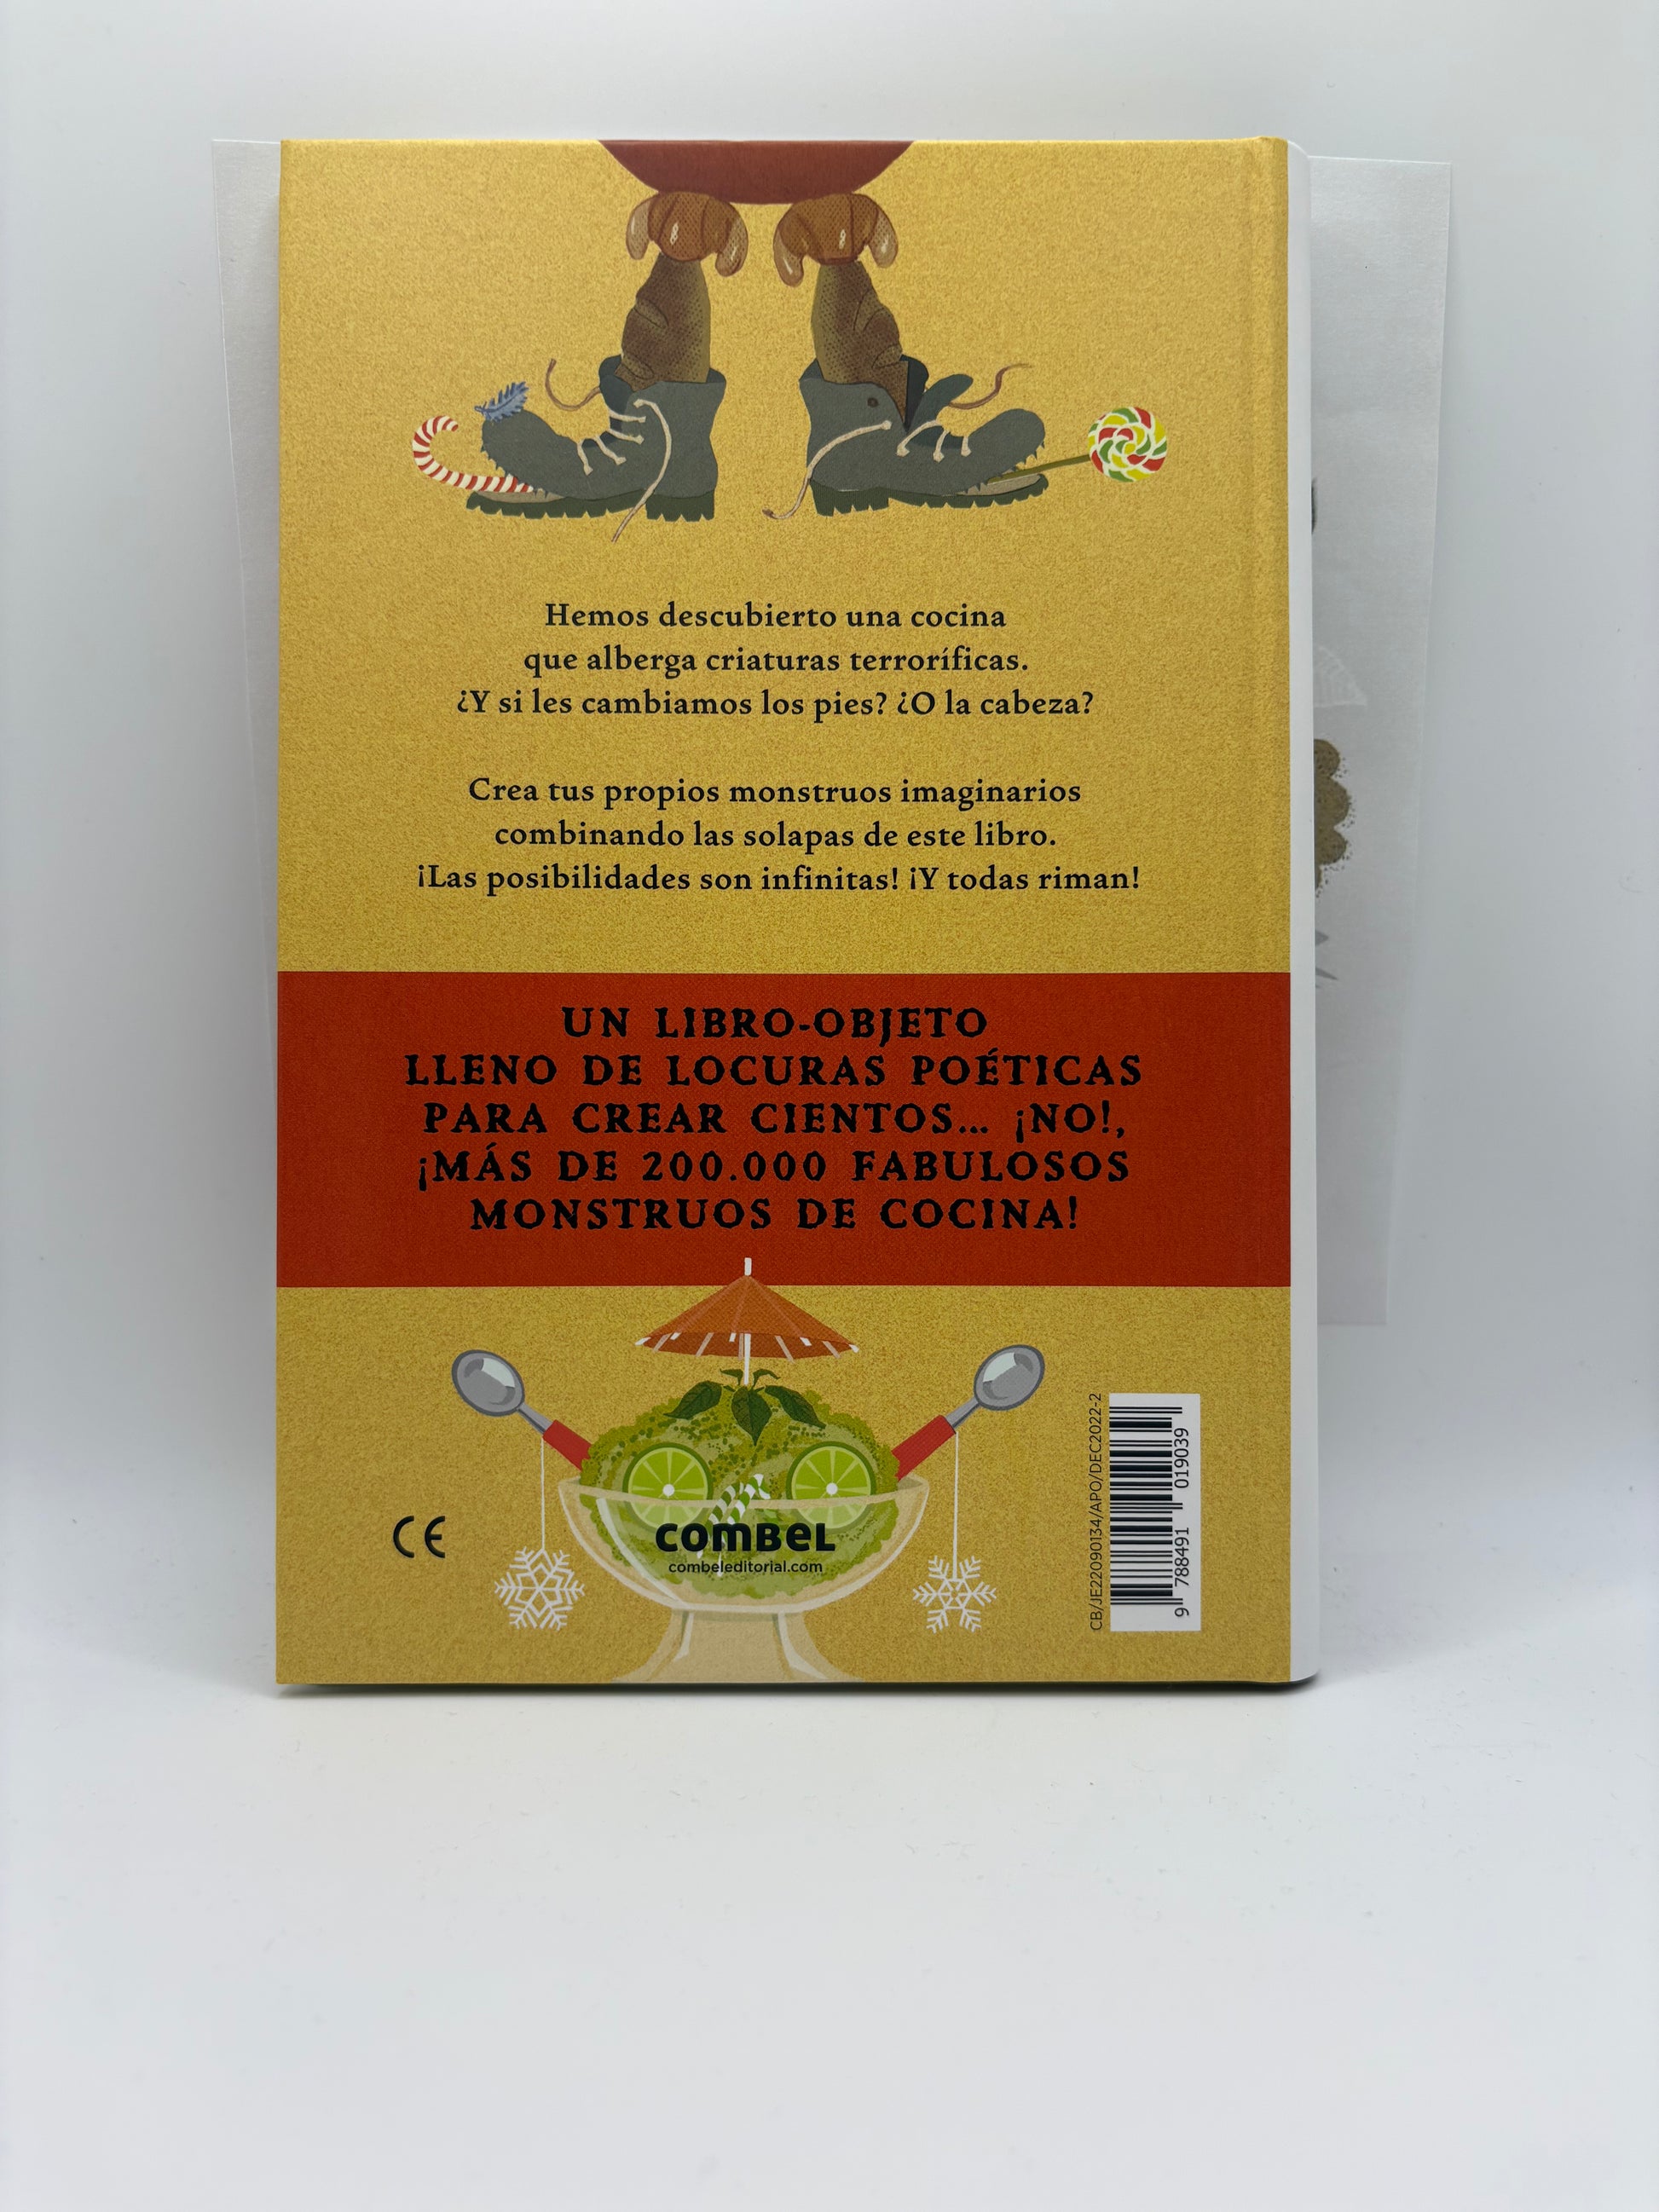 Hemos descubierto una cocina
que alberga criaturas terroríficas.
¿Y si les cambiamos los pies? ¿O la cabeza?
Crea tus propios monstruos imaginarios
combinando las solapas de este libro.
¡Las posibilidades son infinitas! ¡Y todas riman!
UN LIBRO-OBJETO
LLENO DE LOCURAS POÉTICAS
PARA CREAR CIENTOS... ¡NO!,
¡MÁS DE 200.000 FABULOSOS
MONSTRUOS DE COCINA!
CE
COMBEL
combeleditorial.com
CB/JE22090134/APO/DEC2022-2
9 788491 019039